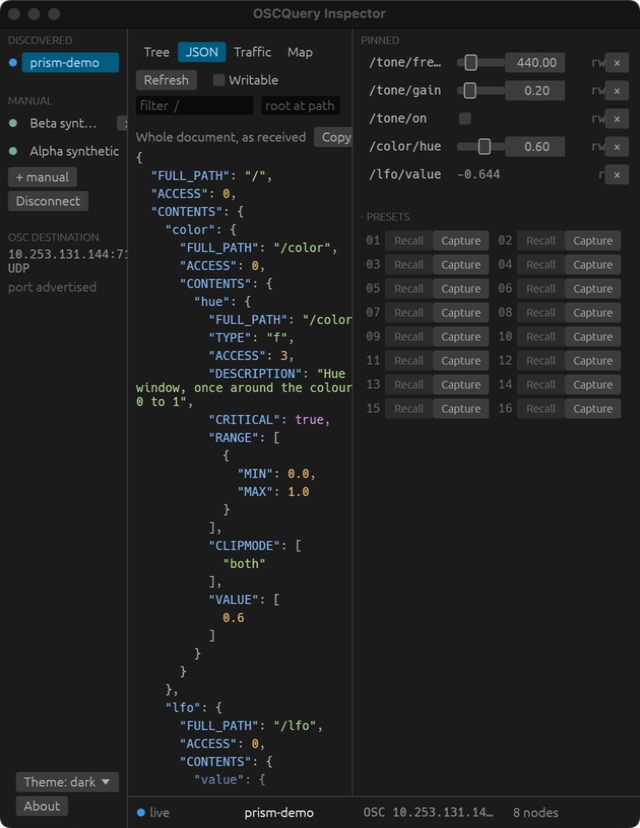 OSCQuery Inspector
DISCOVERED
prism-demo
MANUAL
Beta synt...
Alpha synthetic
+ manual
Disconnect
OSC DESTINATION
10.253.131.144:71
UDP
port advertised
Theme: dark
About
Tree JSON Traffic Map
Refresh Writable
filter / root at path
Whole document, as received Copy
{
"FULL_PATH": "/",
"ACCESS": 0,
"CONTENTS": {
"color": {
"FULL_PATH": "/color",
"ACCESS": 0,
"CONTENTS": {
"hue": {
"FULL_PATH": "/color
"TYPE": "f",
"ACCESS": 3,
"DESCRIPTION": "Hue
window, once around the colour
0 to 1",
"CRITICAL": true,
"RANGE": [
{
"MIN": 0.0,
"MAX": 1.0
}
],
"CLIPMODE": [
"both"
],
"VALUE": [
0.6
]
}
}
},
"lfo": {
"FULL_PATH": "/lfo",
"ACCESS": 0,
"CONTENTS": {
"value": {
PINNED
/tone/fre... 440.00 rw ×
/tone/gain 0.20 rw ×
/tone/on rw ×
/color/hue 0.60 rw ×
/lfo/value -0.644 r ×
- PRESETS
01 Recall Capture 02 Recall Capture
03 Recall Capture 04 Recall Capture
05 Recall Capture 06 Recall Capture
07 Recall Capture 08 Recall Capture
09 Recall Capture 10 Recall Capture
11 Recall Capture 12 Recall Capture
13 Recall Capture 14 Recall Capture
15 Recall Capture 16 Recall Capture
live prism-demo OSC 10.253.131.14... 8 nodes